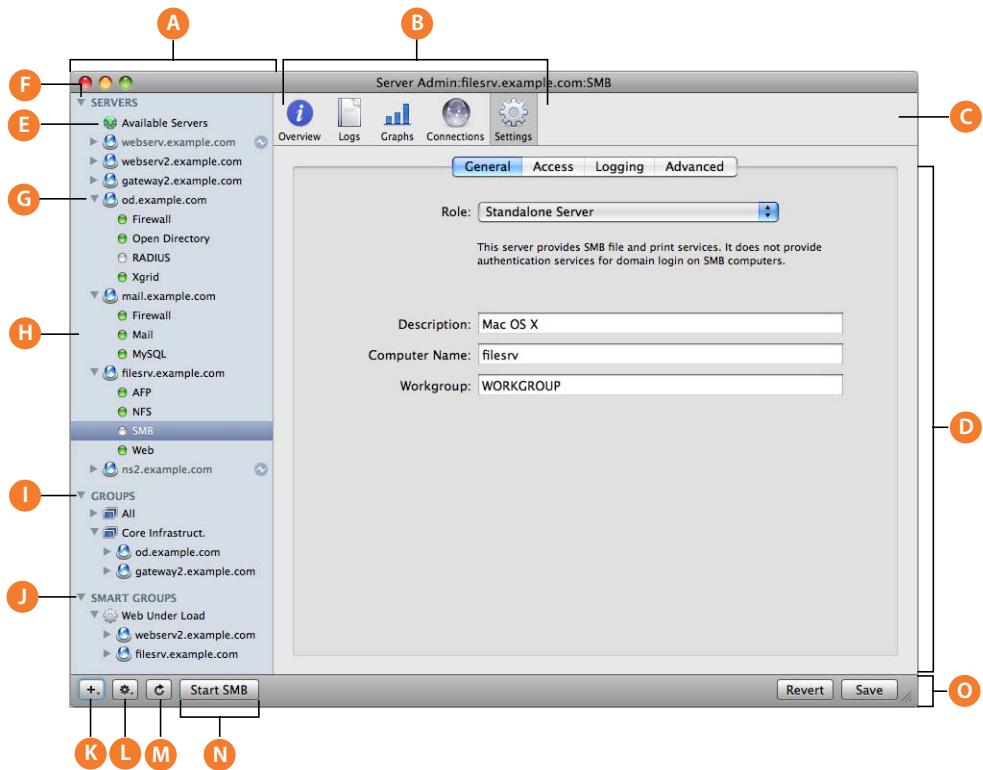 A
B
F
Server Admin:filesrv.example.com:SMB
SERVERS
E
Available Servers
webserv.example.com
webserv2.example.com
gateway2.example.com
G
od.example.com
Firewall
Open Directory
RADIUS
Xgrid
mail.example.com
H
Firewall
Mail
MySQL
filesrv.example.com
AFP
NFS
SMB
Web
ns2.example.com
I
GROUPS
All
Core Infrastruct.
od.example.com
gateway2.example.com
J
SMART GROUPS
Web Under Load
webserv2.example.com
filesrv.example.com
Overview Logs Graphs Connections Settings
C
General Access Logging Advanced
Role: Standalone Server
This server provides SMB file and print services. It does not provide
authentication services for domain login on SMB computers.
Description: Mac OS X
Computer Name: filesrv
Workgroup: WORKGROUP
D
Start SMB Revert Save
O
K L M N